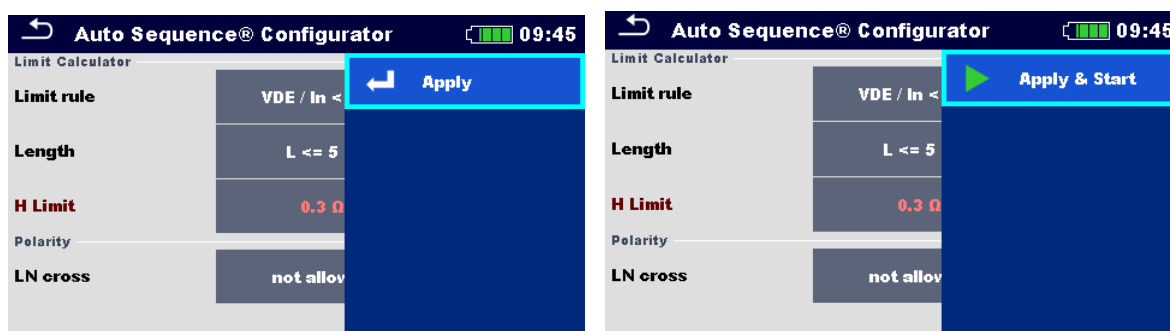 Auto Sequence® Configurator 09:45
Limit Calculator
Apply
Limit rule VDE / In <
Length L <= 5
H Limit 0.3 Ω
Polarity
LN cross not allow
Auto Sequence® Configurator 09:45
Limit Calculator
Apply & Start
Limit rule VDE / In <
Length L <= 5
H Limit 0.3 Ω
Polarity
LN cross not allow